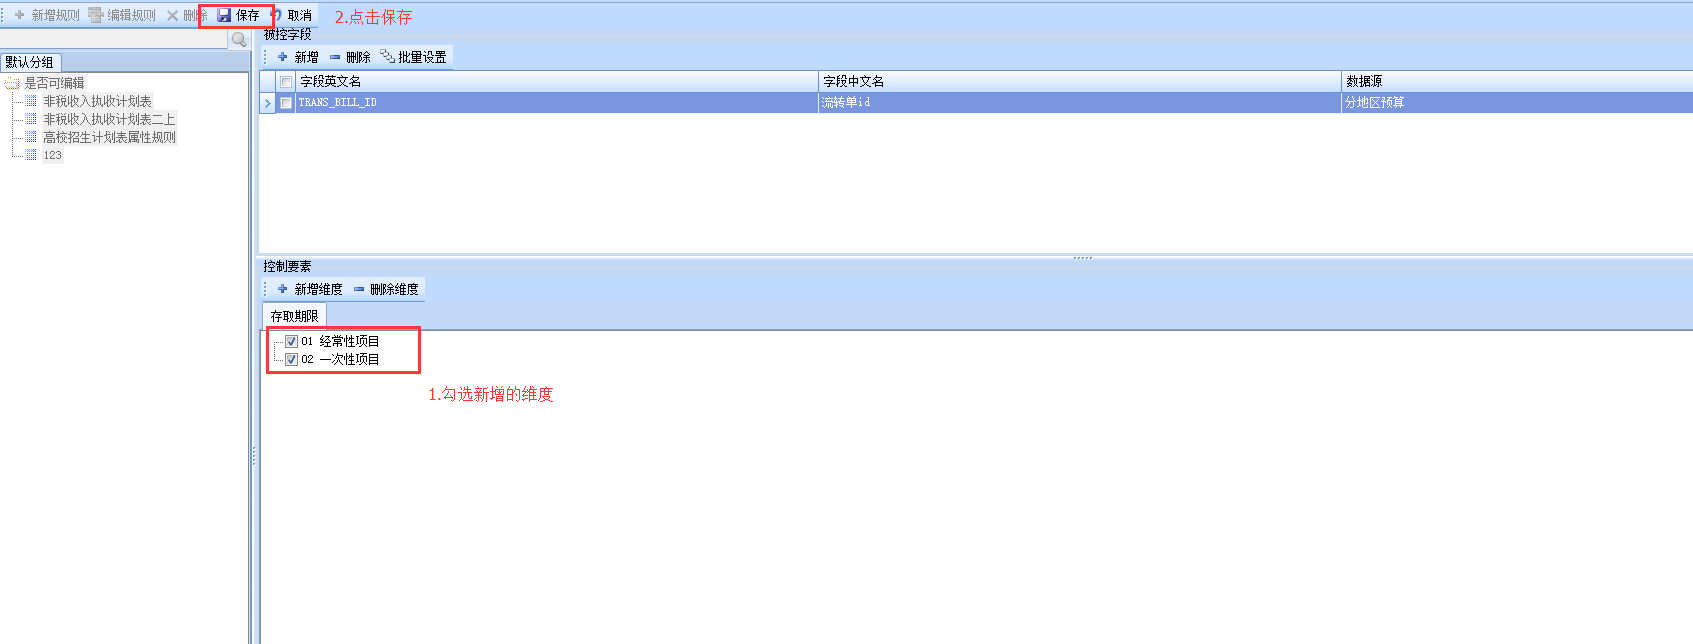 新增规则 编辑规则 删除 保存 取消 2.点击保存
被控字段
新增 删除 批量设置
默认分组
字段英文名 字段中文名 数据源
是否可编辑
TRANS_BILL_ID 流转单id 分地区预算
非税收入执收计划表
非税收入执收计划表二上
高校招生计划表属性规则
123
控制要素
新增维度 删除维度
存取期限
01 经常性项目
02 一次性项目
1.勾选新增的维度